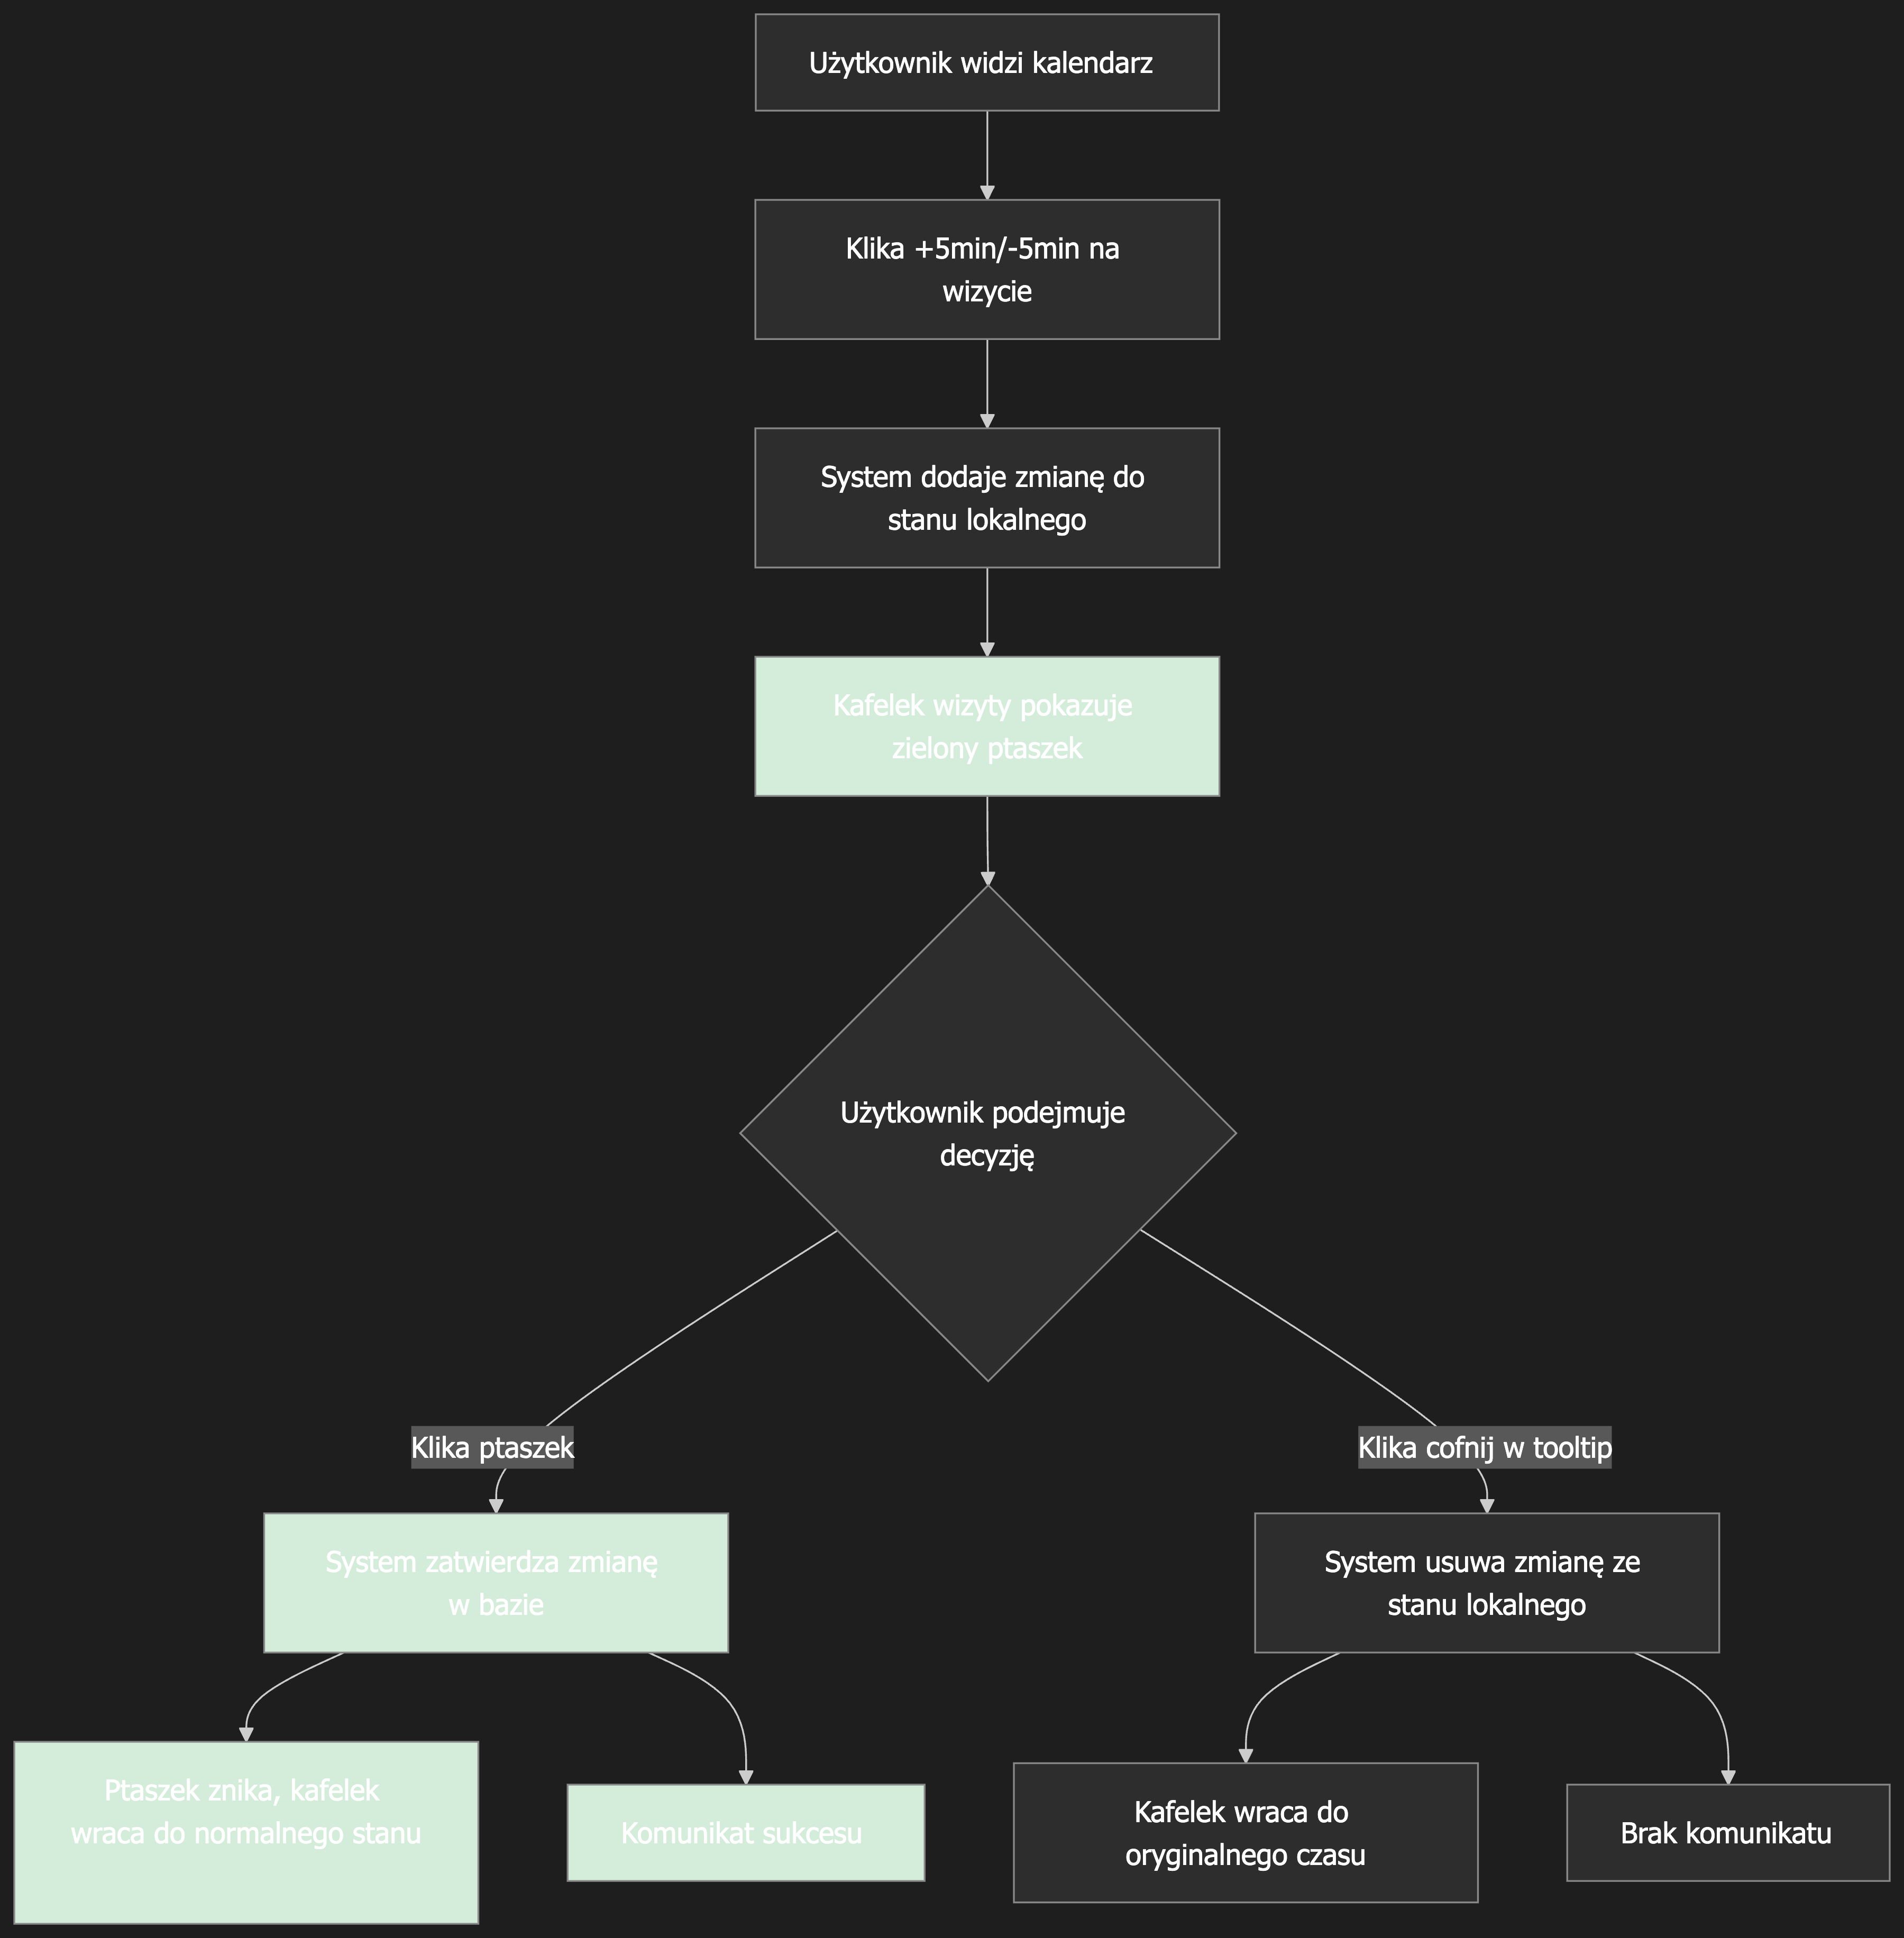 Użytkownik widzi kalendarz
Klika +5min/-5min na
wizycie
System dodaje zmianę do
stanu lokalnego
Kafelek wizyty pokazuje
zielony ptaszek
Użytkownik podejmuje
decyzję
Klika ptaszek
Klika cofnij w tooltip
System zatwierdza zmianę
w bazie
System usuwa zmianę ze
stanu lokalnego
Ptaszek znika, kafelek
wraca do normalnego stanu
Komunikat sukcesu
Kafelek wraca do
oryginalnego czasu
Brak komunikatu